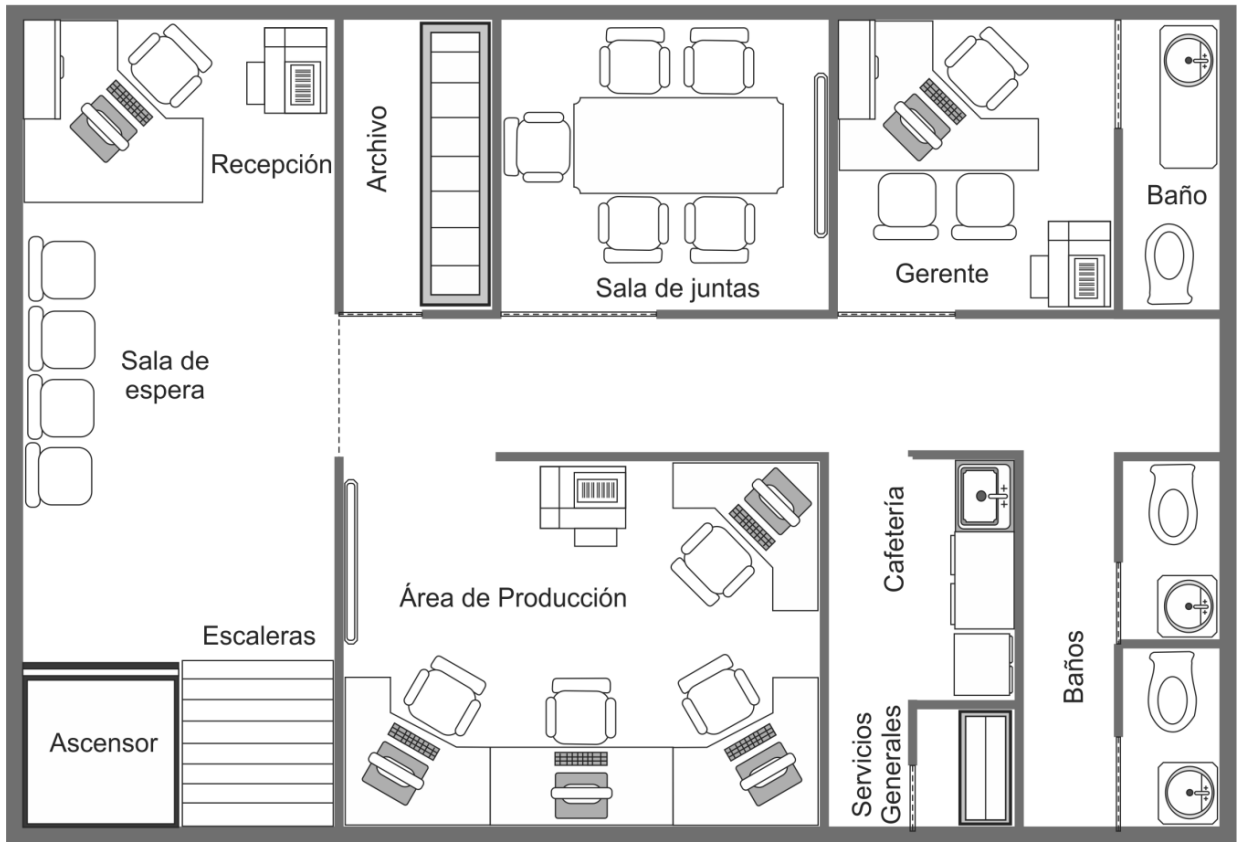 Recepción
Archivo
Sala de juntas
Gerente
Baño
Sala de
espera
Escaleras
Ascensor
Área de Producción
Cafetería
Servicios
Generales
Baños